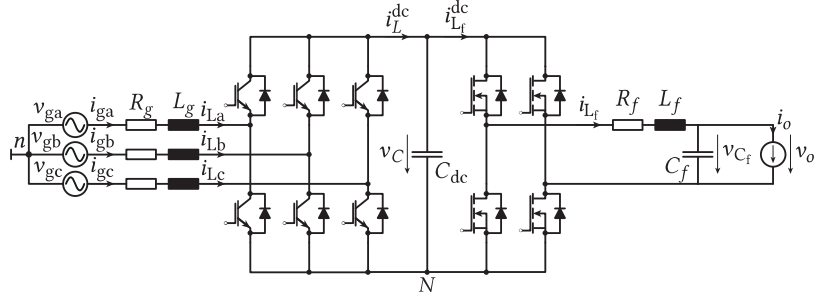 i_L^dc i_Lf^dc
v_ga i_ga R_g L_g i_La
n v_gb i_gb i_Lb
v_gc i_gc i_Lc
v_C C_dc
i_Lf R_f L_f i_o
C_f v_Cf v_o
N